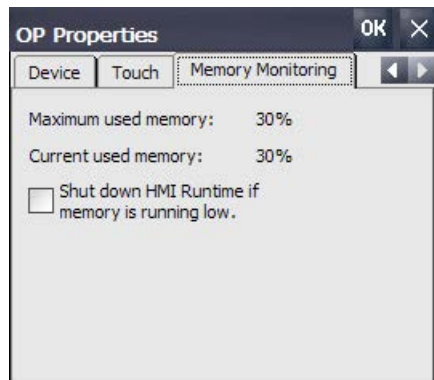 OP Properties OK
Device Touch Memory Monitoring
Maximum used memory: 30%
Current used memory: 30%
Shut down HMI Runtime if
memory is running low.